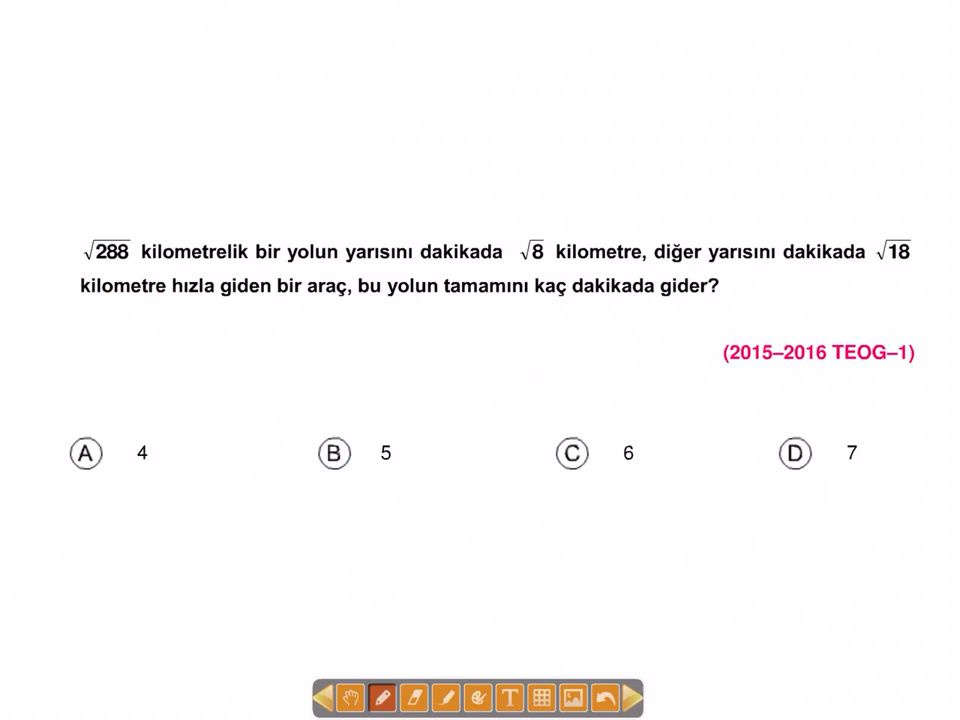 √288 kilometrelik bir yolun yarısını dakikada √8 kilometre, diğer yarısını dakikada √18
kilometre hızla giden bir araç, bu yolun tamamını kaç dakikada gider?
(2015–2016 TEOG–1)
A 4 B 5 C 6 D 7
T